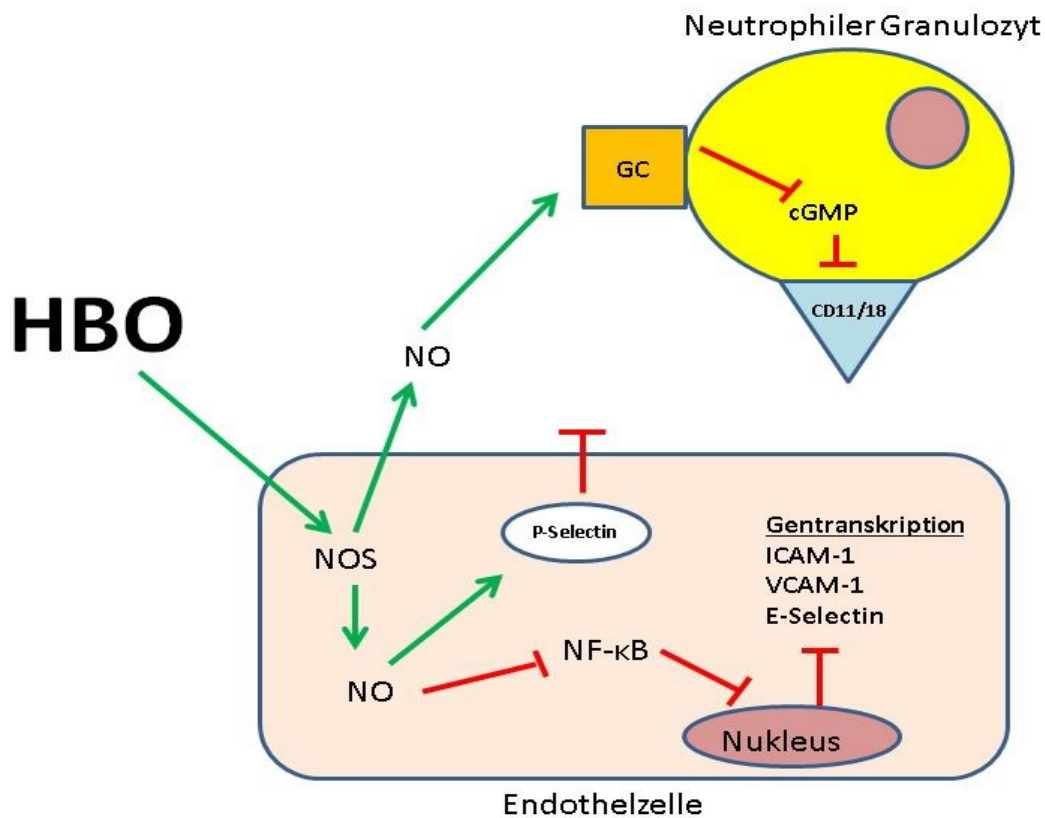 Neutrophiler Granulozyt
GC
cGMP
CD11/18
HBO
NO
P-Selectin
NOS
Gentranskription
ICAM-1
VCAM-1
E-Selectin
NF-κB
NO
Nukleus
Endothelzelle